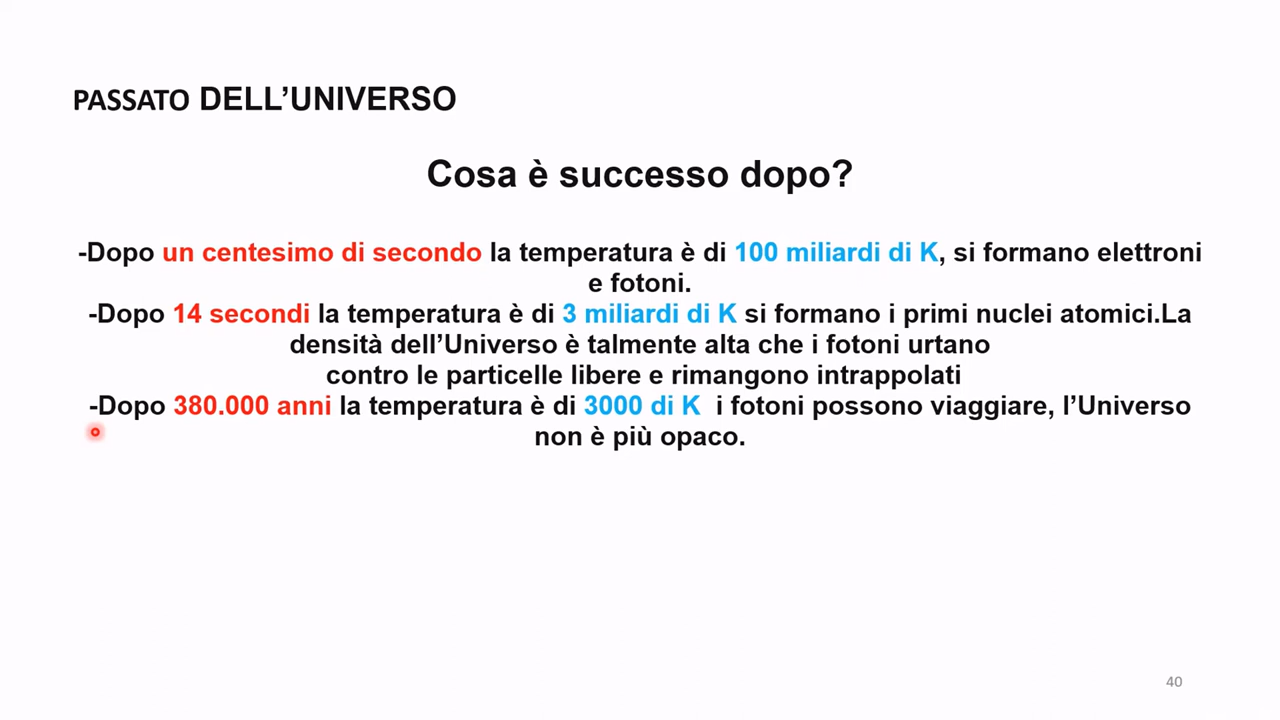 PASSATO DELL’UNIVERSO
Cosa è successo dopo?
-Dopo un centesimo di secondo la temperatura è di 100 miliardi di K, si formano elettroni
e fotoni.
-Dopo 14 secondi la temperatura è di 3 miliardi di K si formano i primi nuclei atomici.La
densità dell’Universo è talmente alta che i fotoni urtano
contro le particelle libere e rimangono intrappolati
-Dopo 380.000 anni la temperatura è di 3000 di K  i fotoni possono viaggiare, l’Universo
non è più opaco.
40